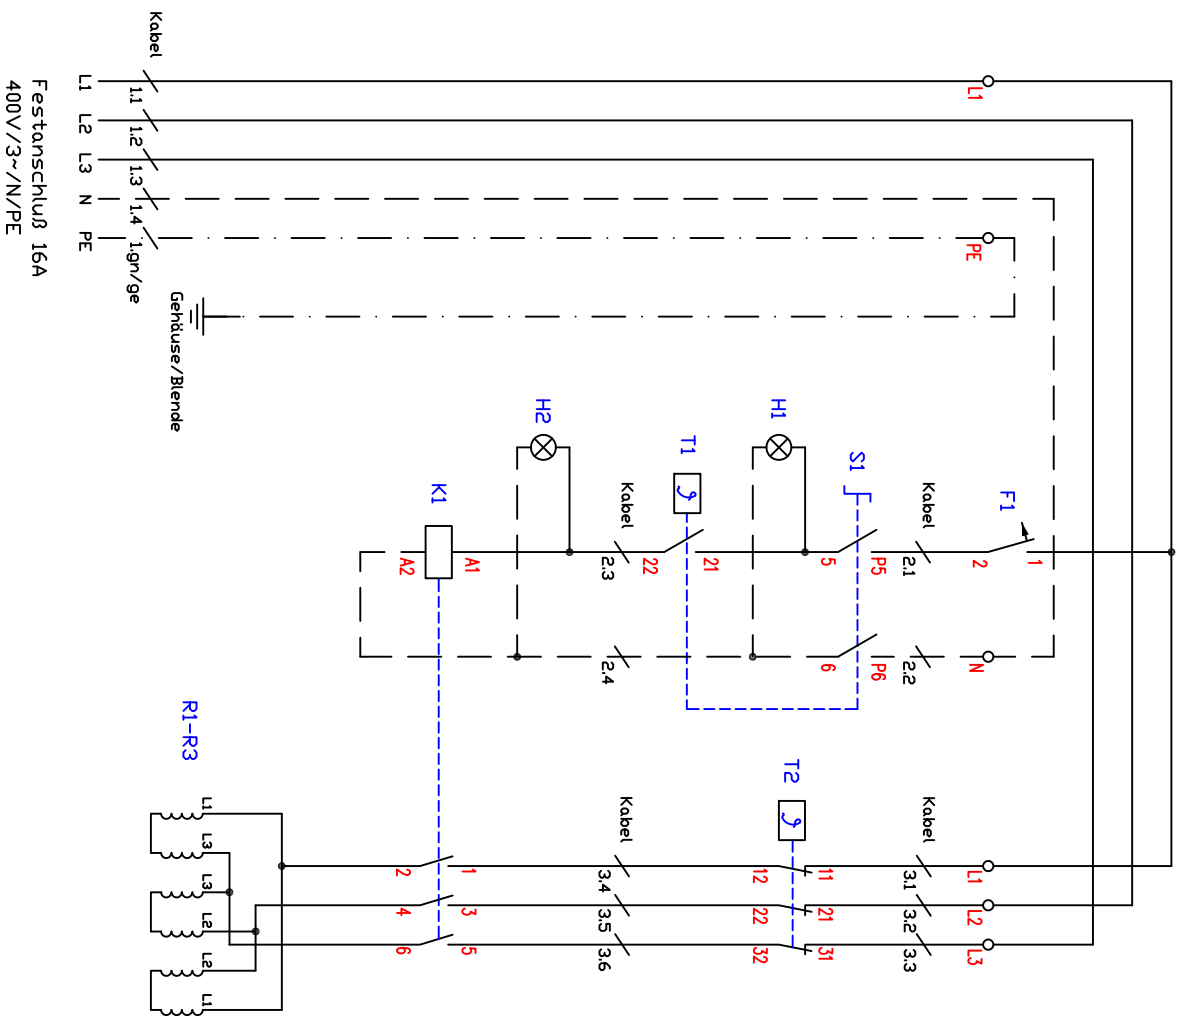 Festanschluß 16A
400V/3~/N/PE
L1
L2
L3
N
PE
Kabel
1.1
1.2
1.3
1.4
1.gn/ge
Gehäuse/Blende
L1
PE
F1
1
2
Kabel
2.1
N
2.2
S1
P5
5
P6
6
H1
T1
21
22
Kabel
2.3
2.4
H2
K1
A1
A2
L1
L2
L3
Kabel
3.1
3.2
3.3
T2
11
12
21
22
31
32
Kabel
3.4
3.5
3.6
1
2
3
4
5
6
R1-R3
L1
L3
L3
L2
L2
L1